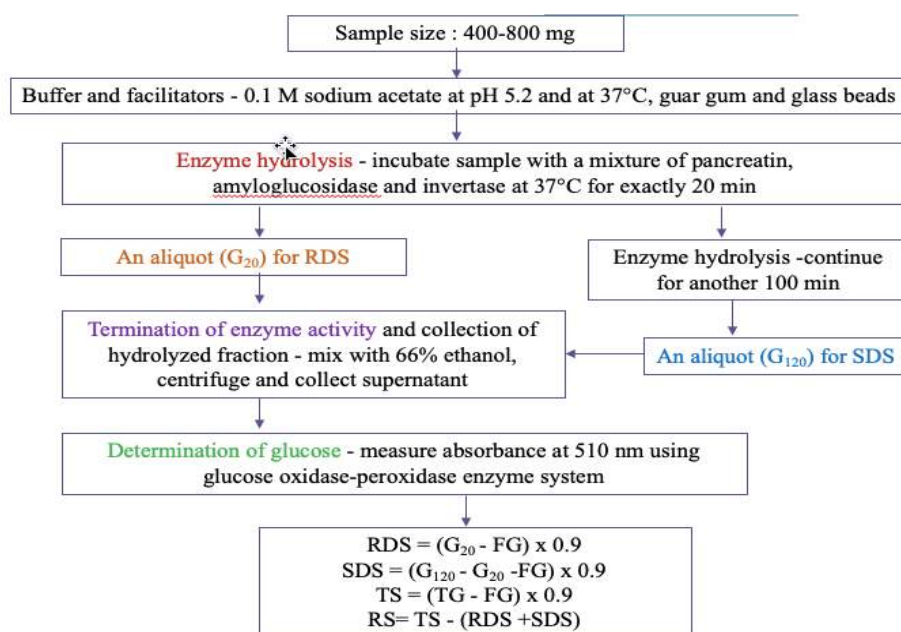 Sample size : 400-800 mg
Buffer and facilitators - 0.1 M sodium acetate at pH 5.2 and at 37°C, guar gum and glass beads
Enzyme hydrolysis - incubate sample with a mixture of pancreatin,
amyloglucosidase and invertase at 37°C for exactly 20 min
An aliquot (G₂₀) for RDS
Enzyme hydrolysis -continue
for another 100 min
Termination of enzyme activity and collection of
hydrolyzed fraction - mix with 66% ethanol,
centrifuge and collect supernatant
An aliquot (G₁₂₀) for SDS
Determination of glucose - measure absorbance at 510 nm using
glucose oxidase-peroxidase enzyme system
RDS = (G₂₀ - FG) x 0.9
SDS = (G₁₂₀ - G₂₀ -FG) x 0.9
TS = (TG - FG) x 0.9
RS= TS - (RDS +SDS)